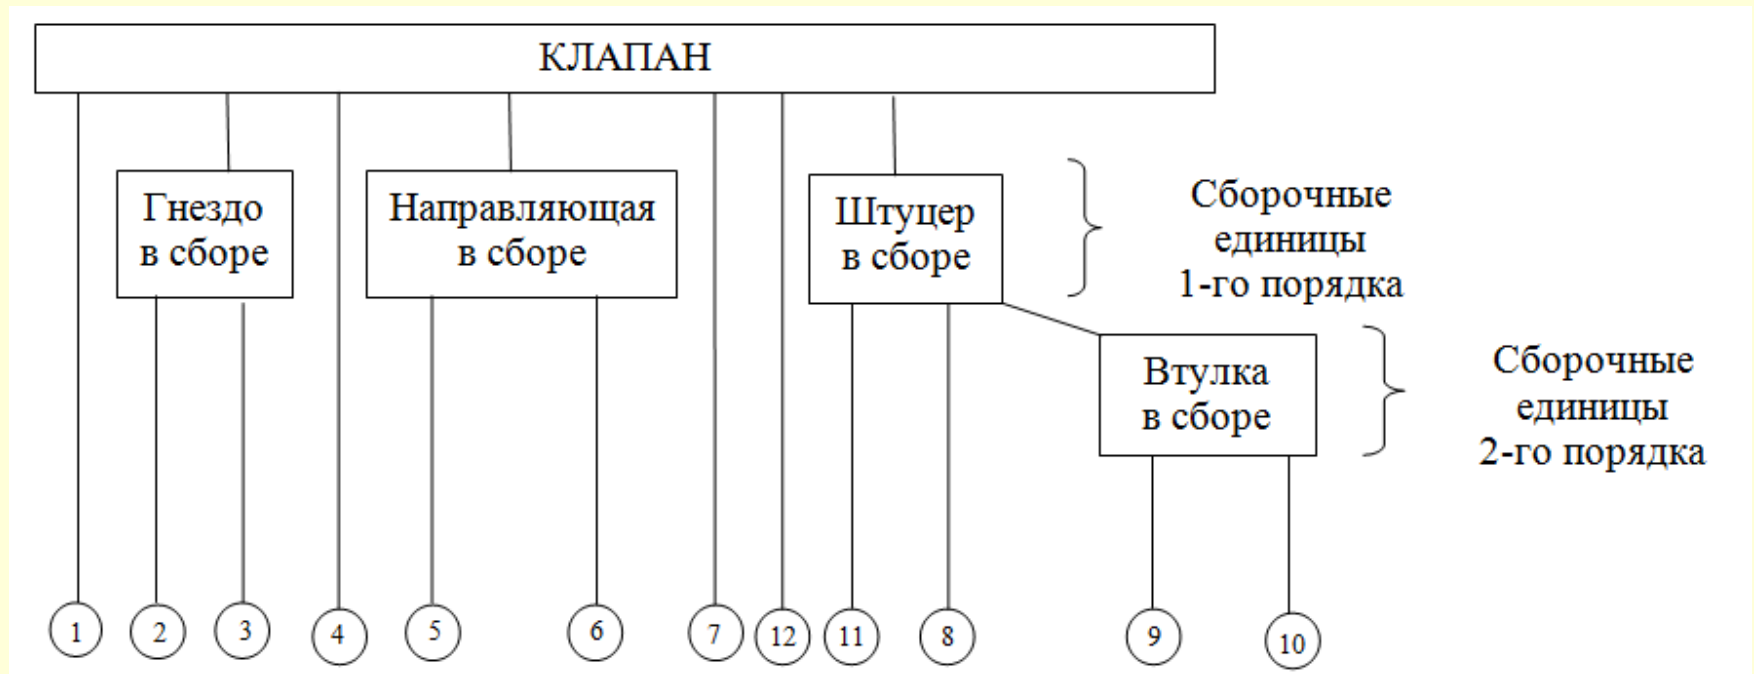 КЛАПАН
Гнездо
в сборе
Направляющая
в сборе
Штуцер
в сборе
Сборочные
единицы
1-го порядка
Втулка
в сборе
Сборочные
единицы
2-го порядка
1
2
3
4
5
6
7
12
11
8
9
10